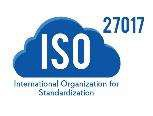 27017
ISO
International Organization for
Standardization